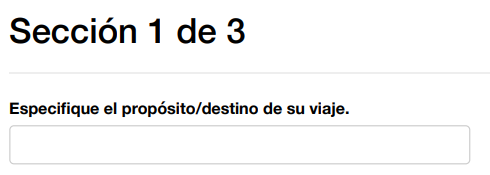 Sección 1 de 3
Especifique el propósito/destino de su viaje.